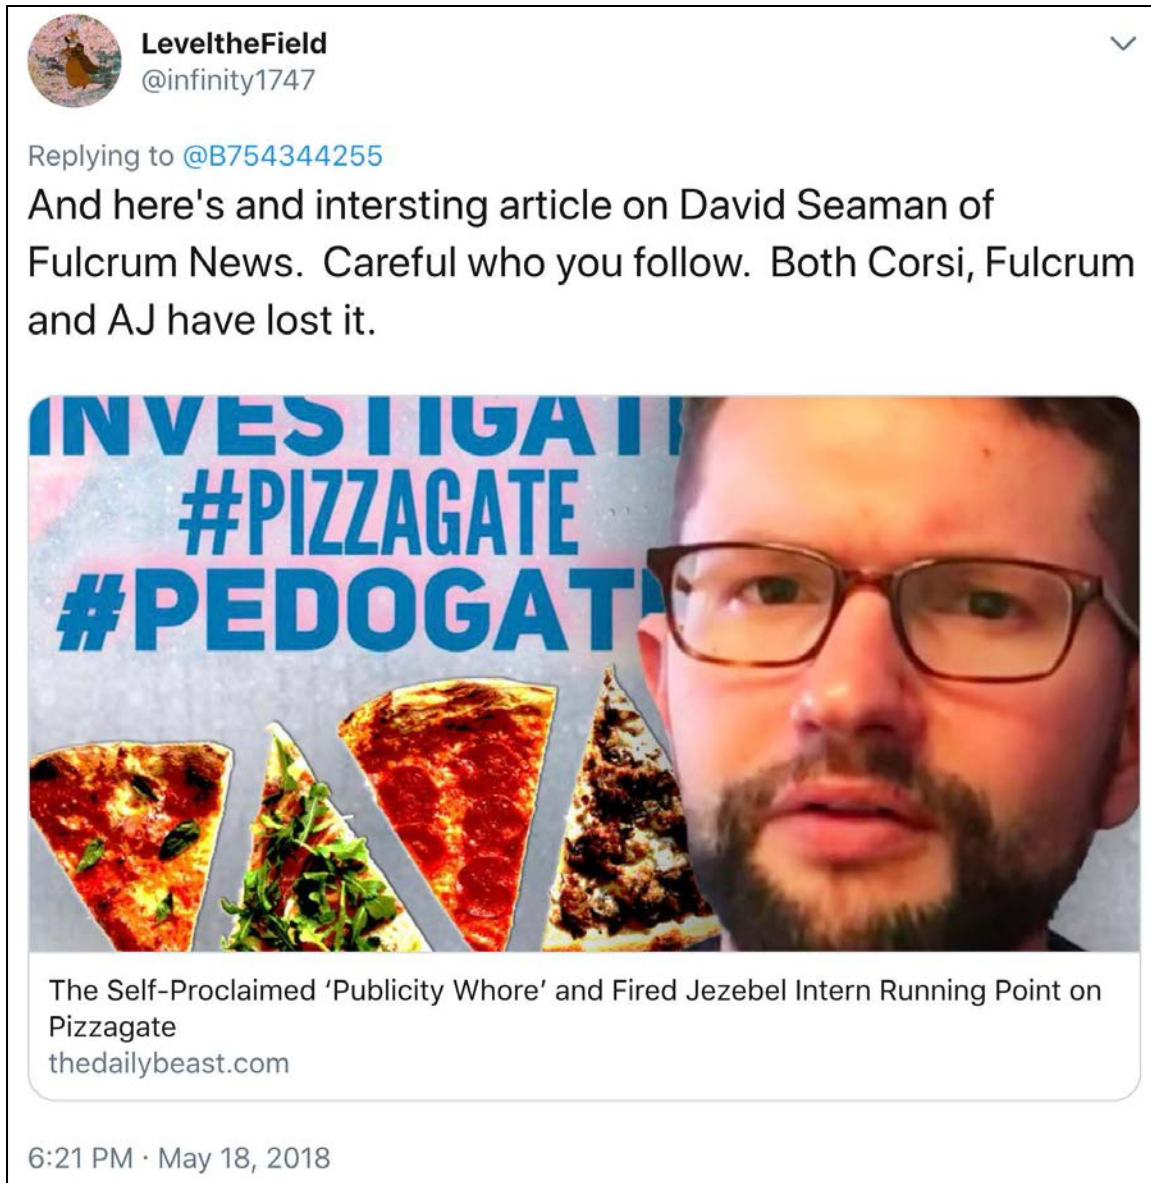 LeveltheField
@infinity1747
Replying to @B754344255
And here's and intersting article on David Seaman of
Fulcrum News.  Careful who you follow.  Both Corsi, Fulcrum
and AJ have lost it.
INVESTIGATI
#PIZZAGATE
#PEDOGAT
The Self-Proclaimed ‘Publicity Whore’ and Fired Jezebel Intern Running Point on
Pizzagate
thedailybeast.com
6:21 PM · May 18, 2018